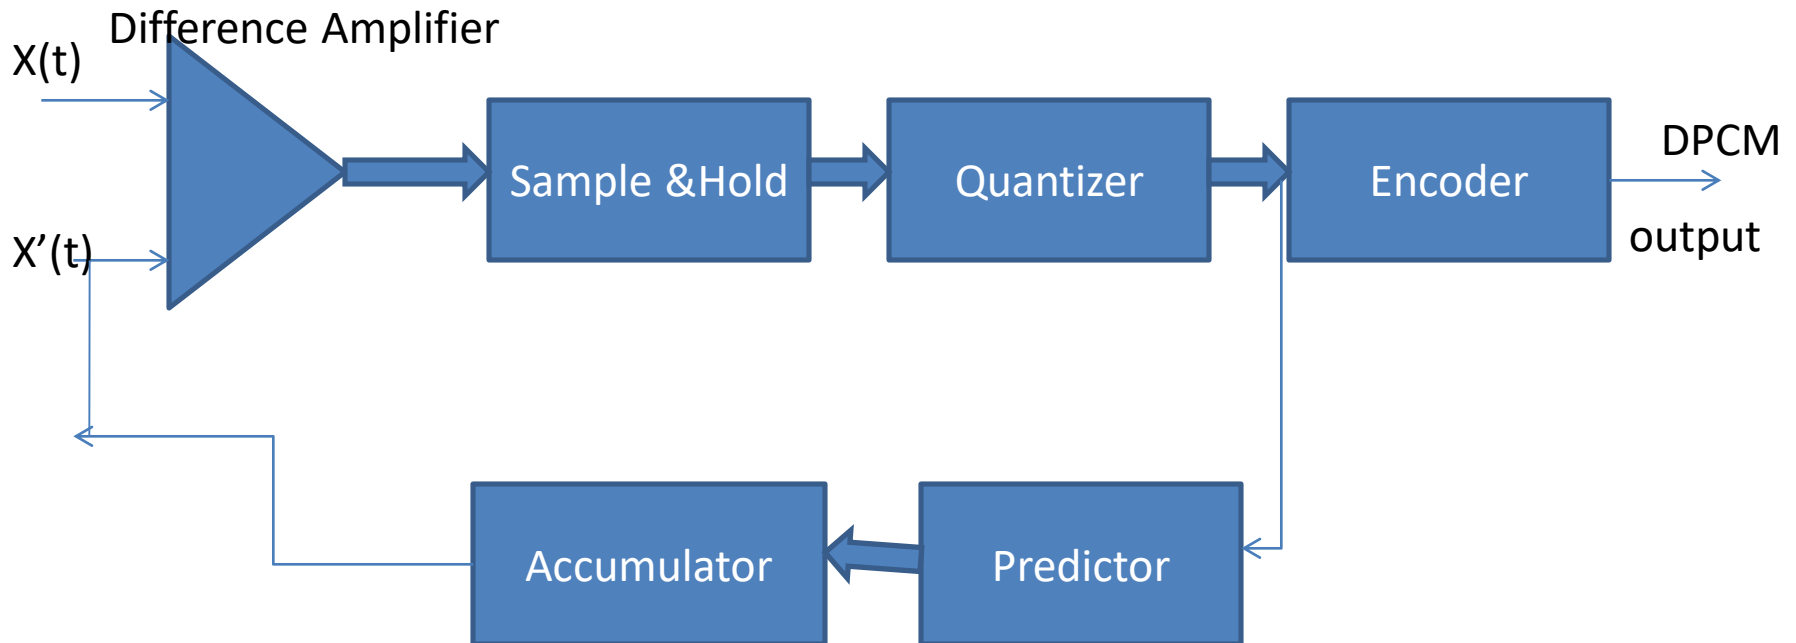 Difference Amplifier
X(t)
Sample &Hold
Quantizer
Encoder
DPCM
output
X’(t)
Accumulator
Predictor